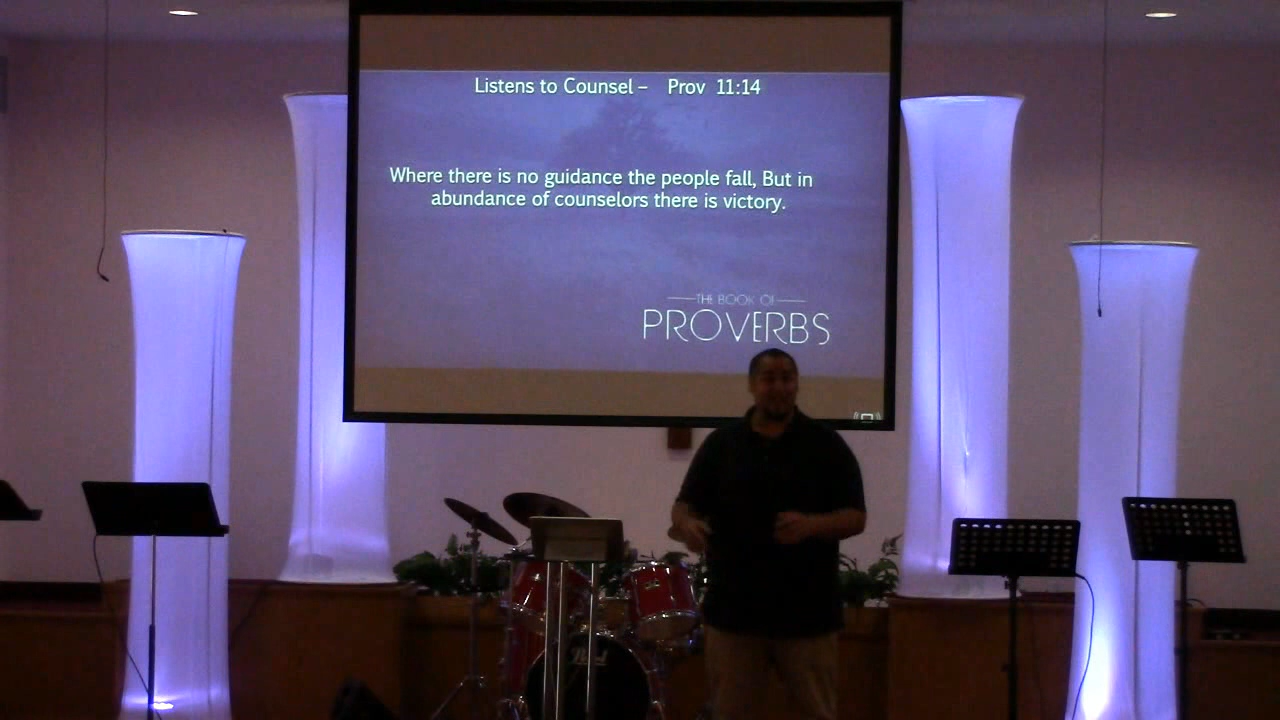 Listens to Counsel – Prov 11:14
Where there is no guidance the people fall, But in
abundance of counselors there is victory.
THE BOOK OF
PROVERBS
Pearl